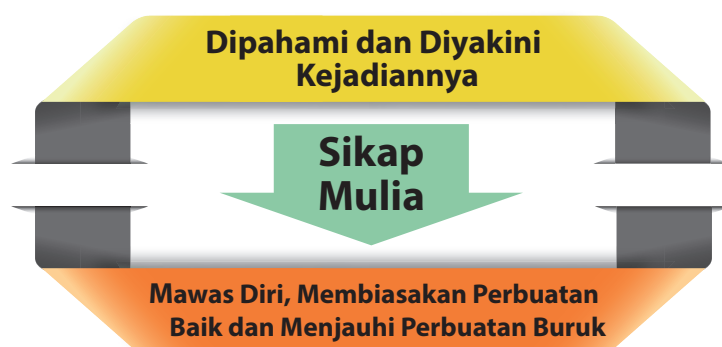 Dipahami dan Diyakini
Kejadiannya
Sikap
Mulia
Mawas Diri, Membiasakan Perbuatan
Baik dan Menjauhi Perbuatan Buruk